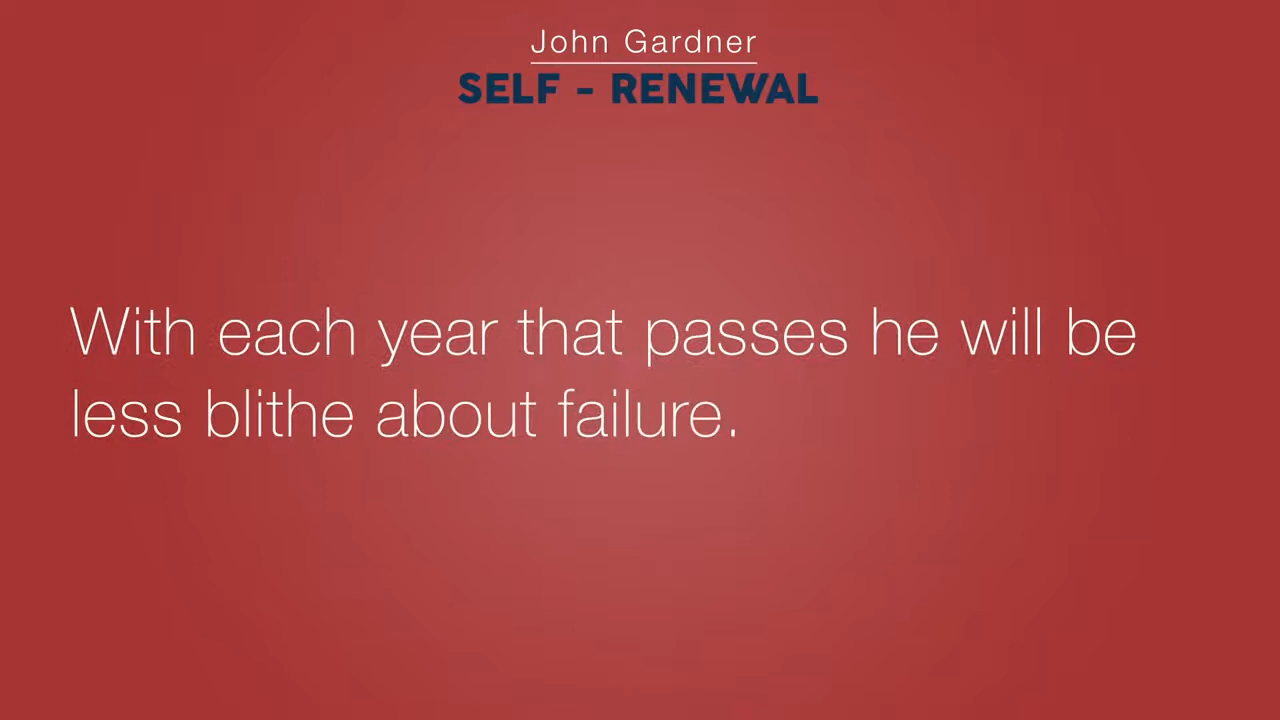 John Gardner
SELF - RENEWAL
With each year that passes he will be
less blithe about failure.